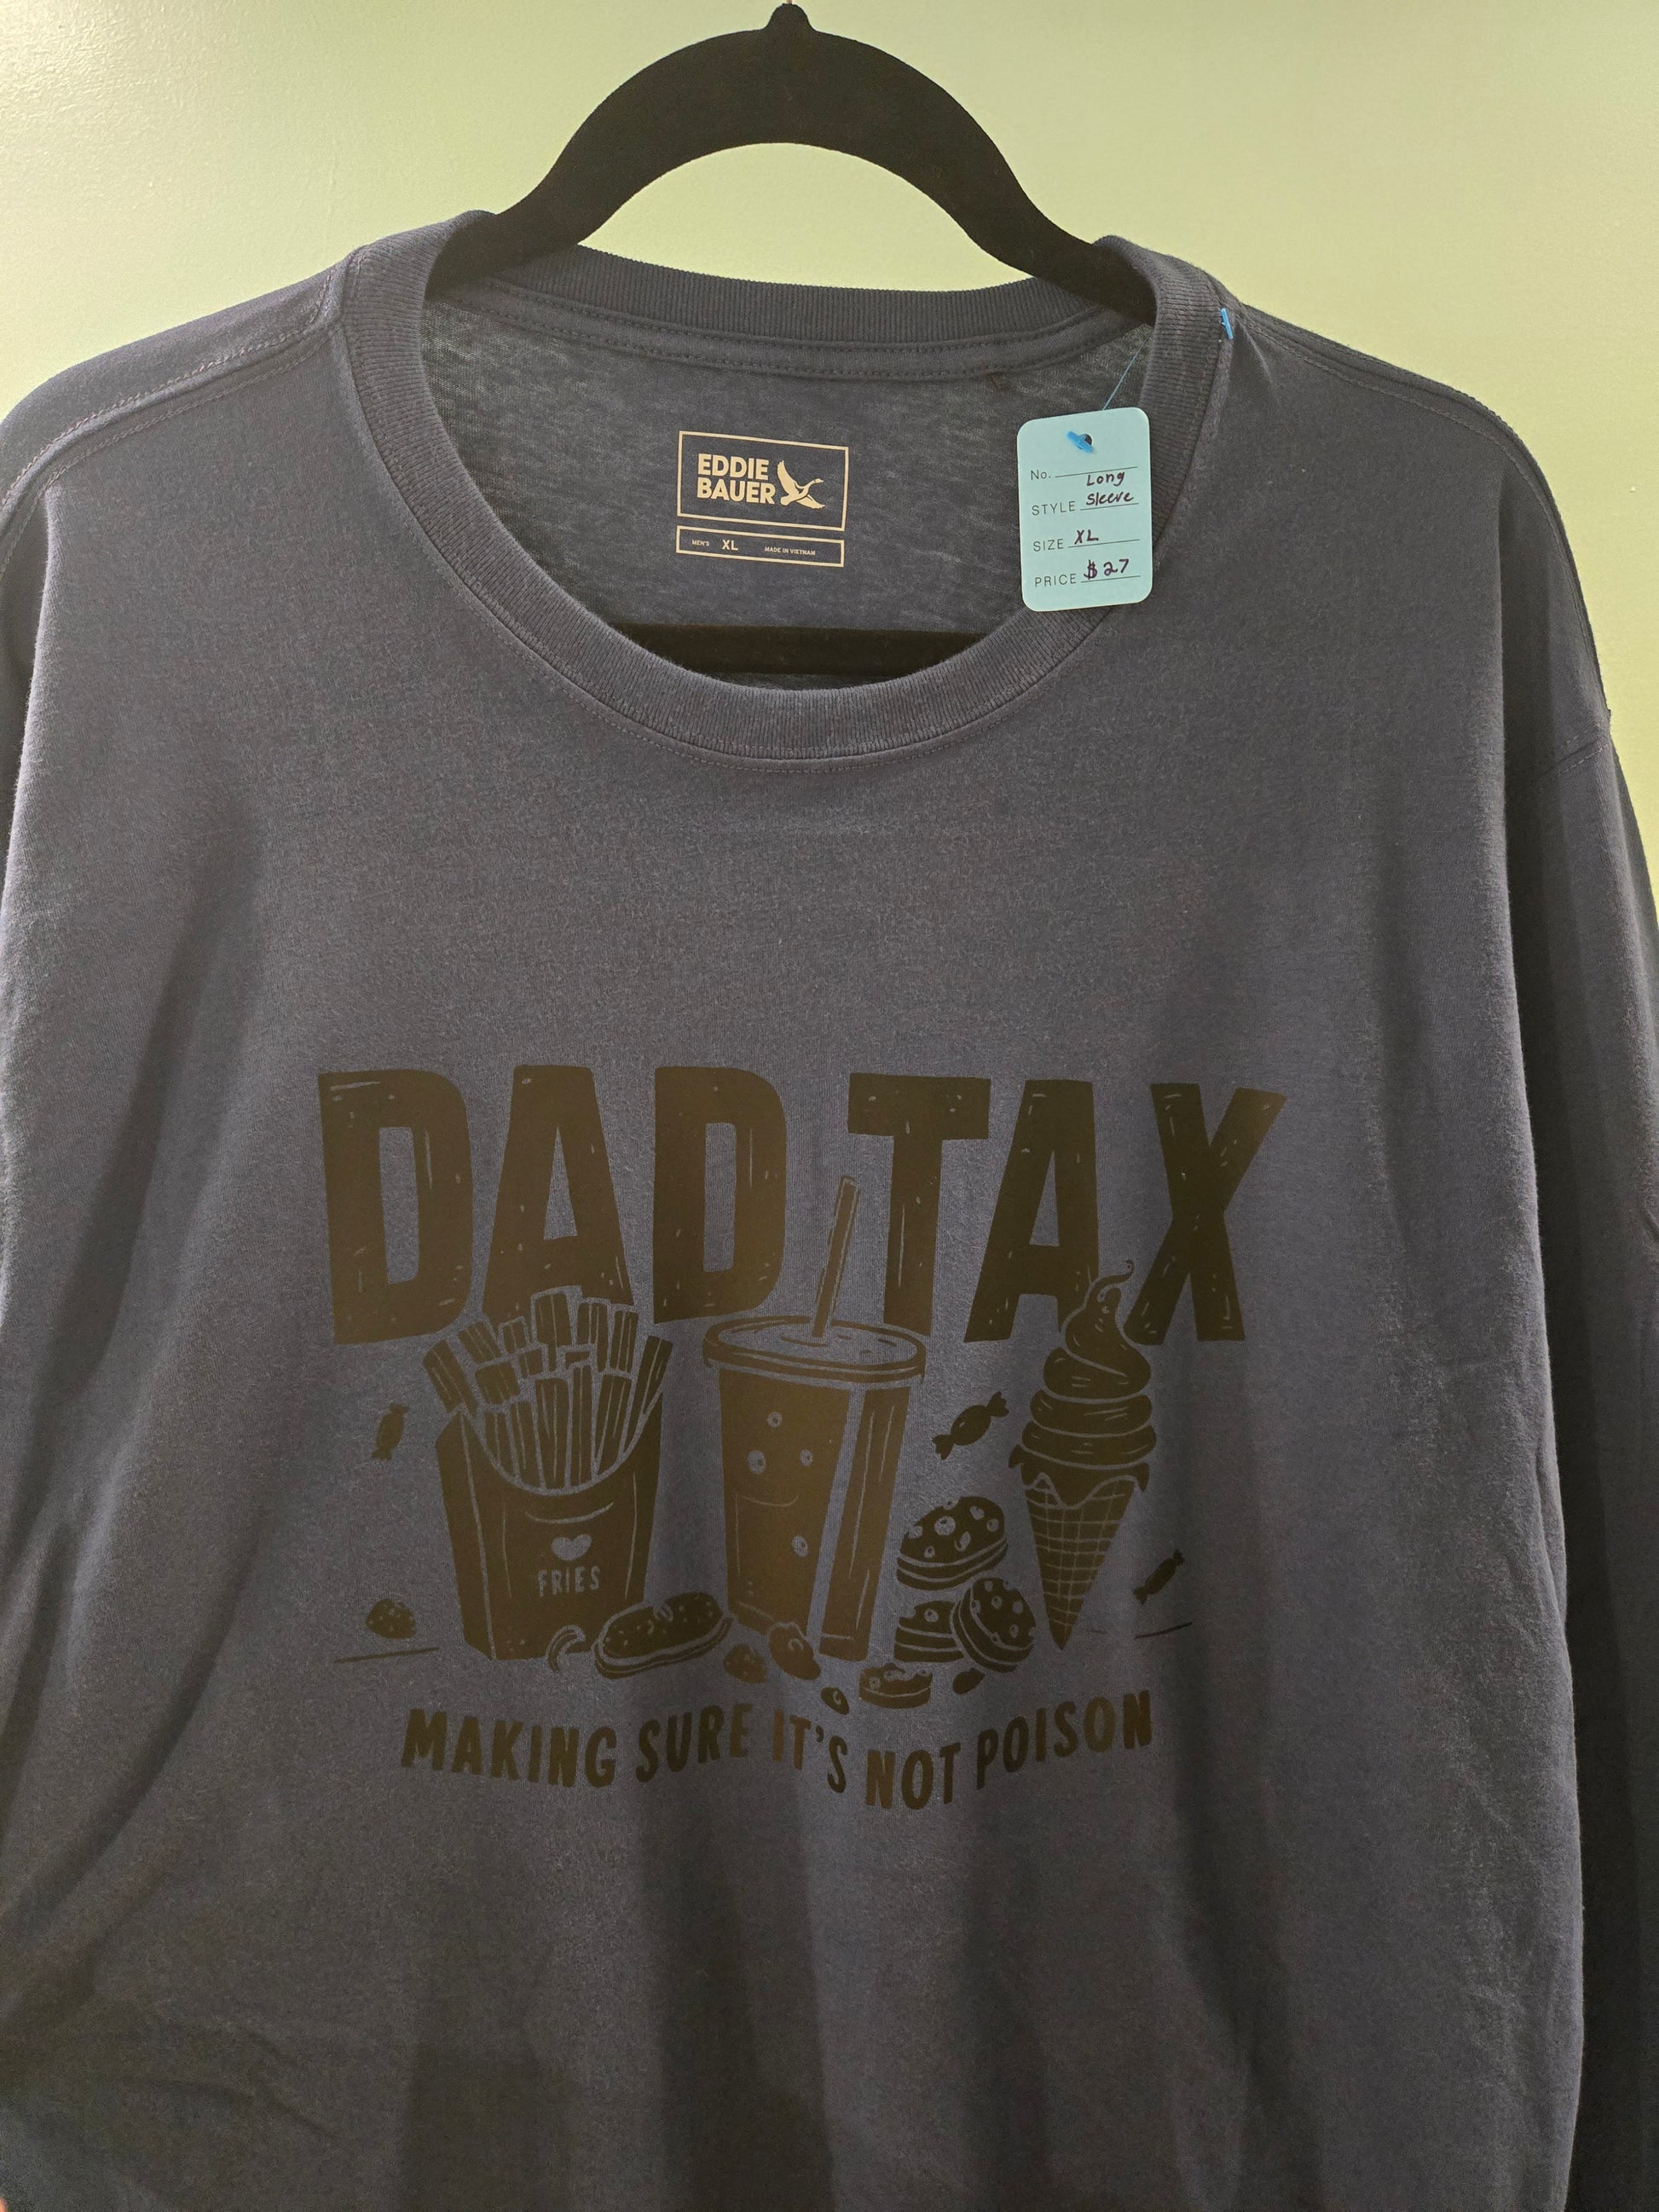 EDDIE
BAUER
MEN'S XL MADE IN VIETNAM
No.
Long
STYLE Sleeve
SIZE XL
PRICE $27
DAD TAX
FRIES
MAKING SURE IT'S NOT POISON